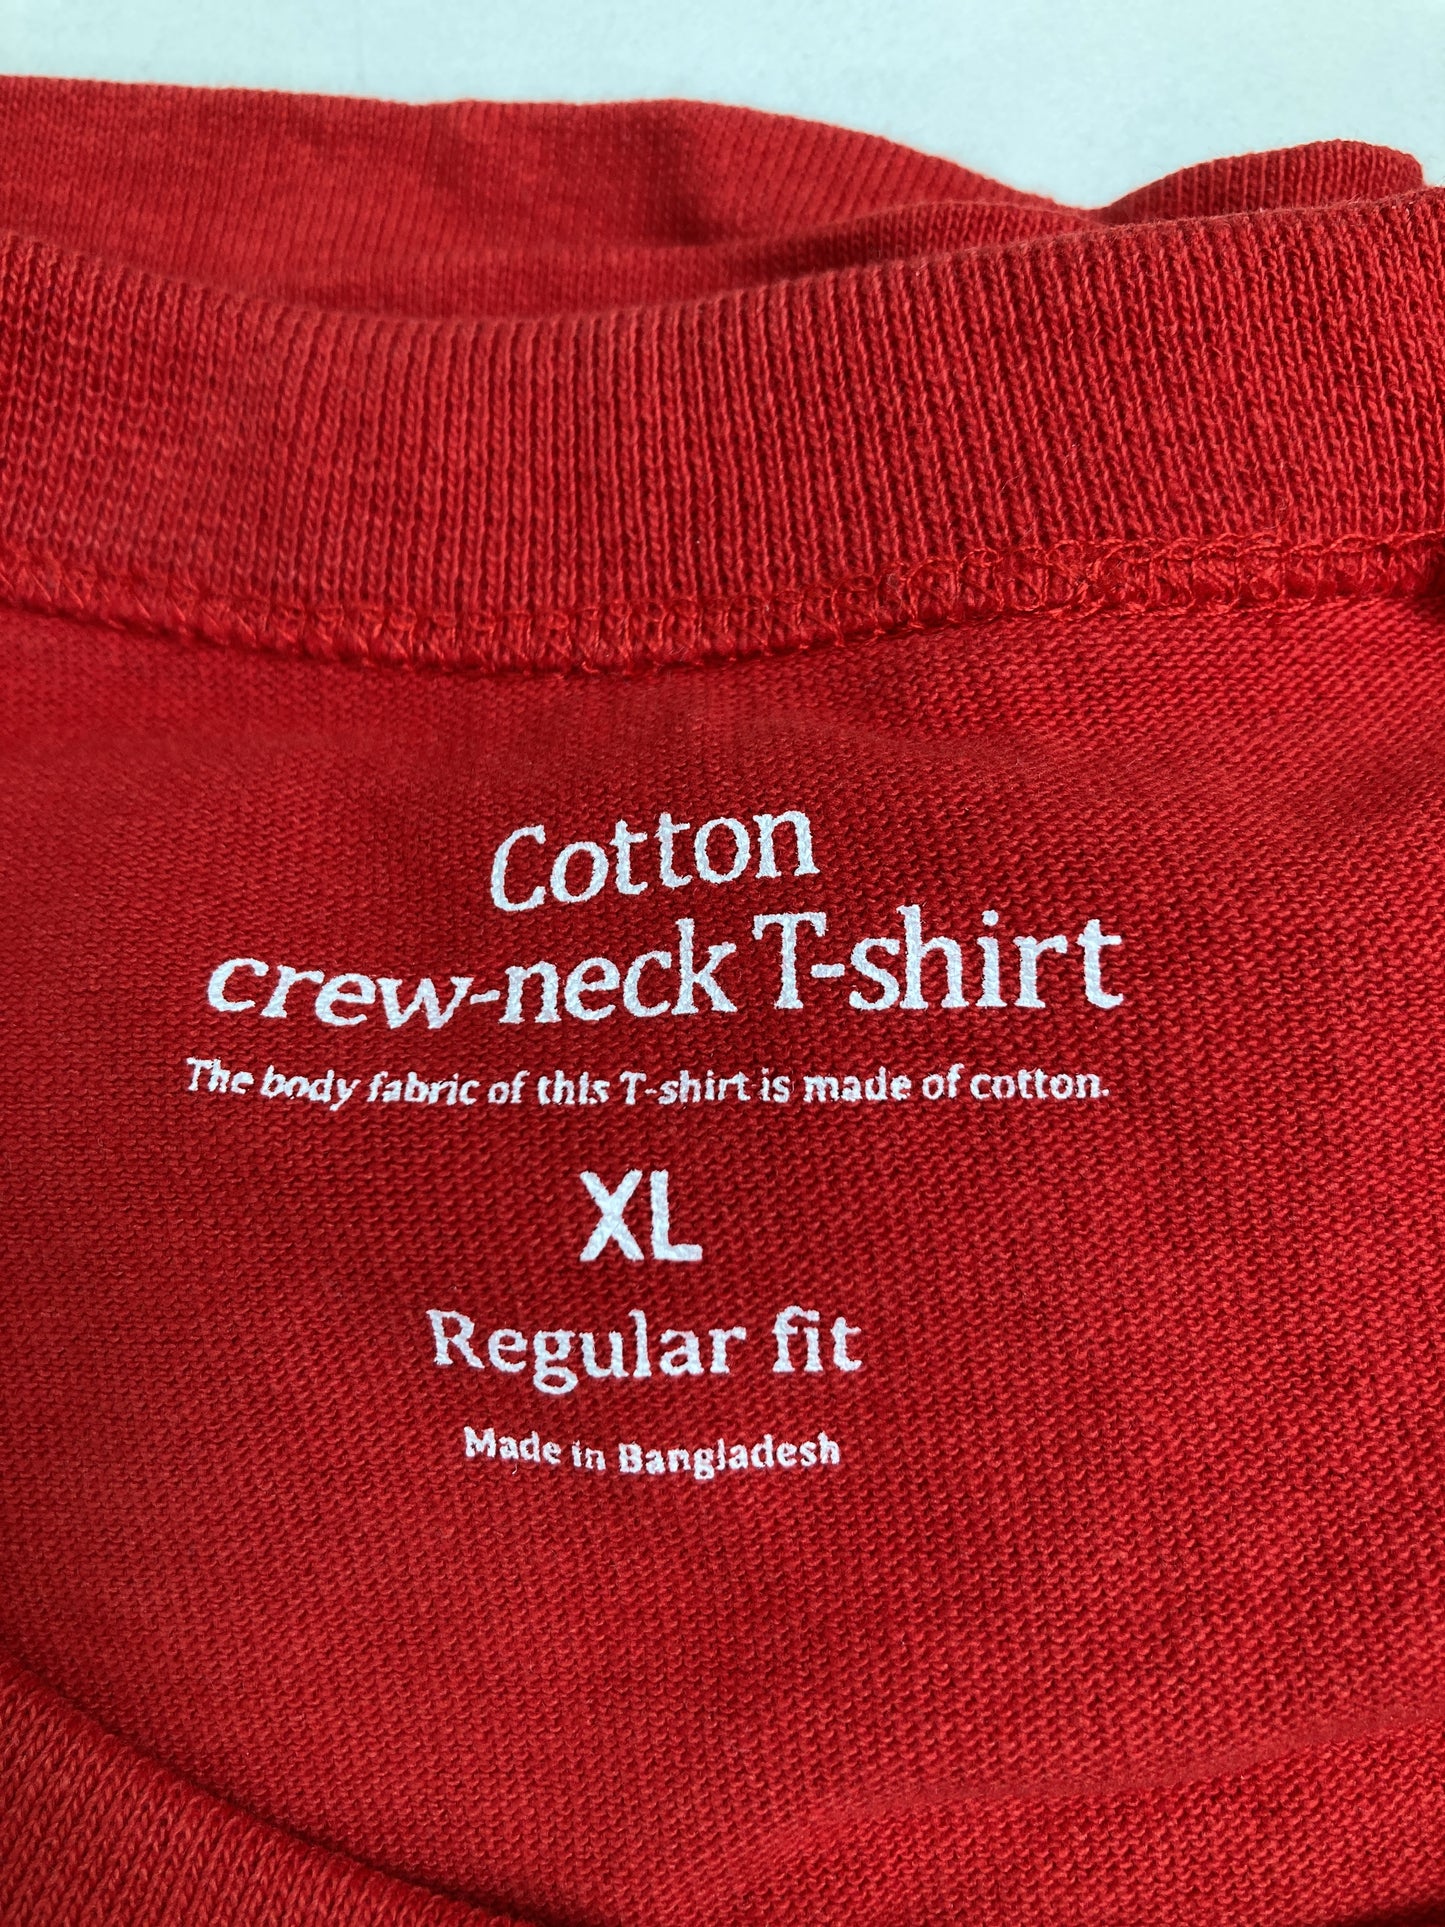 Cotton
crew-neck T-shirt
The body fabric of this T-shirt is made of cotton.
XL
Regular fit
Made in Bangladesh